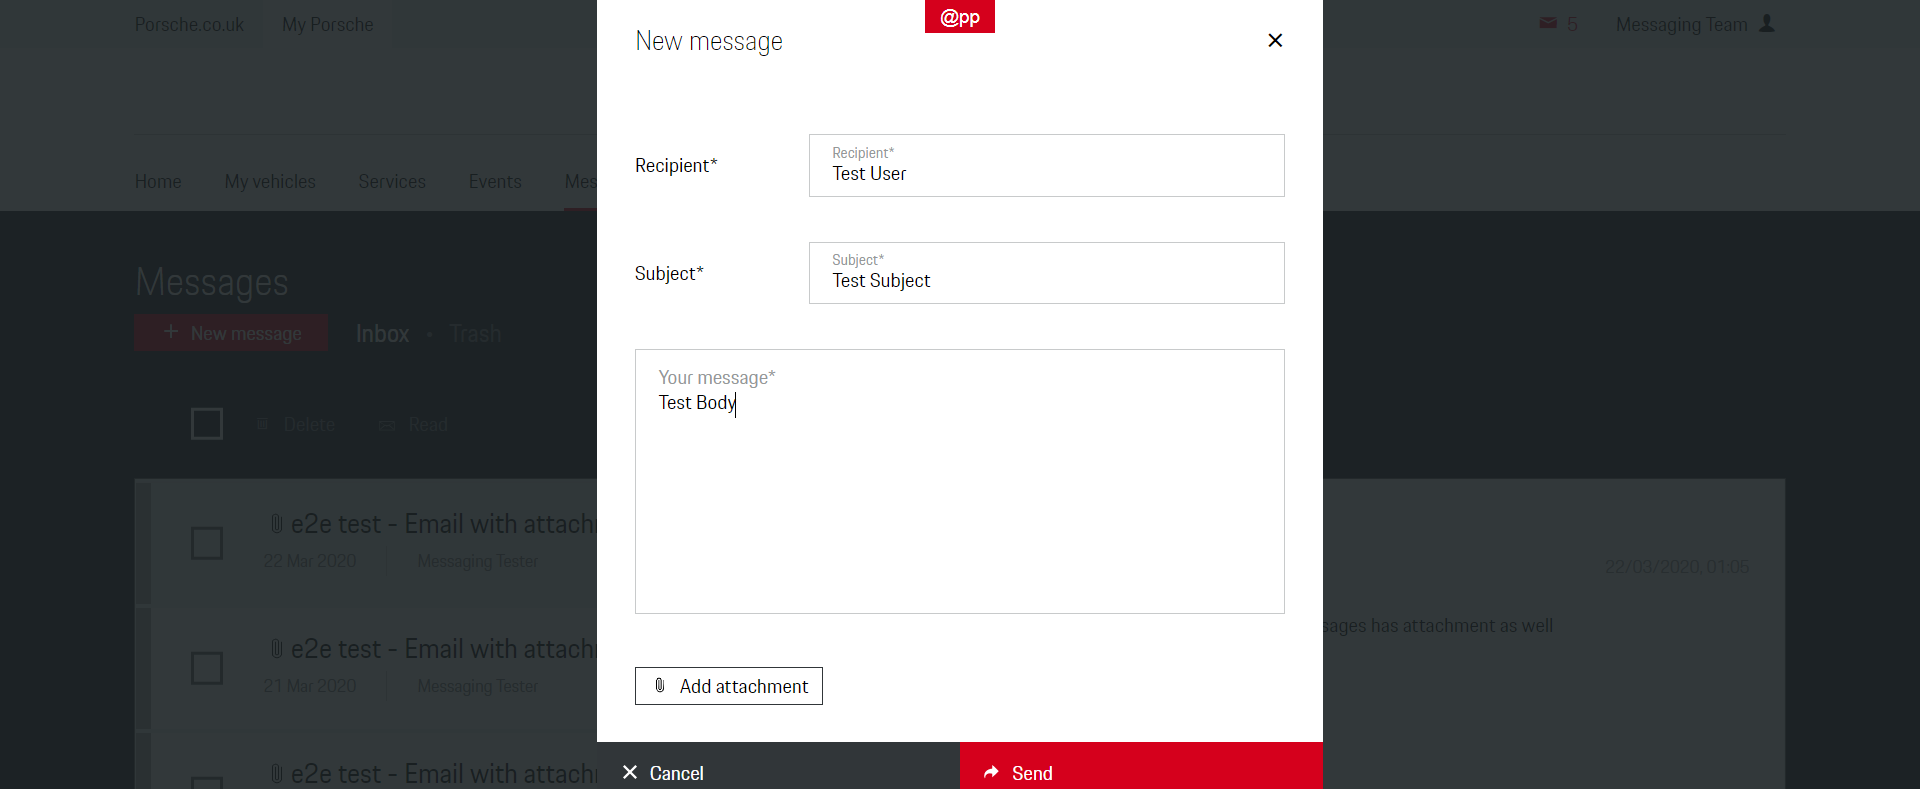 Porsche.co.uk My Porsche
@pp
5 Messaging Team
New message
Home My vehicles Services Events Mes
Recipient*
Recipient*
Test User
Subject*
Subject*
Test Subject
Messages
New message Inbox • Trash
Delete Read
Your message*
Test Body
e2e test - Email with attachm
22 Mar 2020 Messaging Tester
22/03/2020, 01:05
sages has attachment as well
e2e test - Email with attach
21 Mar 2020 Messaging Tester
e2e test - Email with attach
Add attachment
Cancel
Send